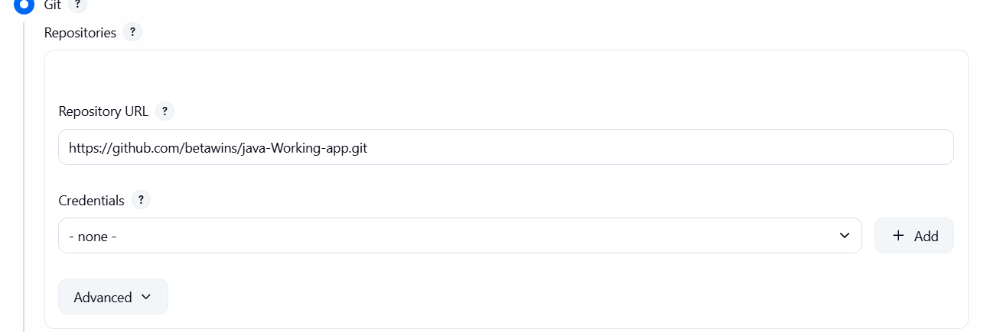 Git ?
Repositories ?
Repository URL ?
https://github.com/betawins/java-Working-app.git
Credentials ?
- none -
+ Add
Advanced